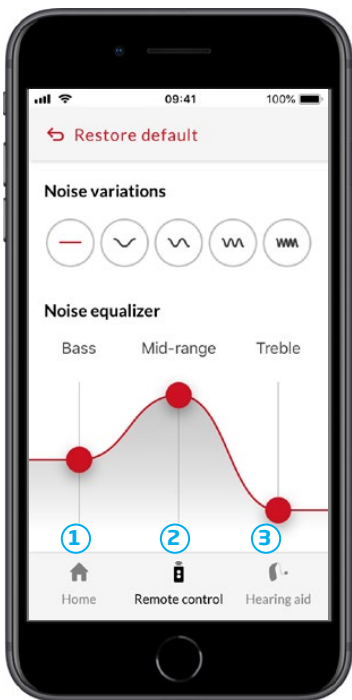 09:41 100%
Restore default
Noise variations
Noise equalizer
Bass Mid-range Treble
1 2 3
Home Remote control Hearing aid